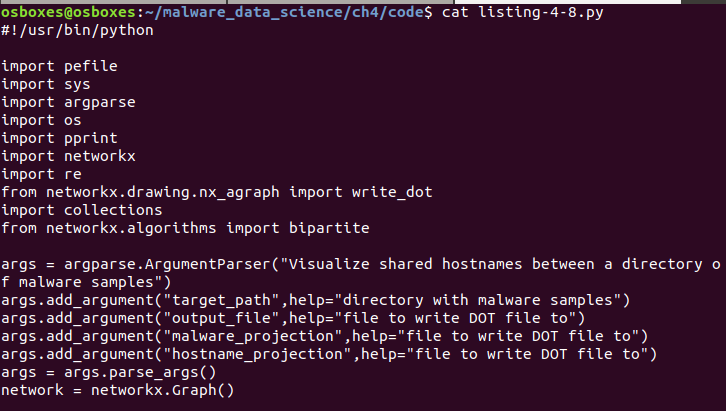 osboxes@osboxes:~/malware_data_science/ch4/code$ cat listing-4-8.py
#!/usr/bin/python

import pefile
import sys
import argparse
import os
import pprint
import networkx
import re
from networkx.drawing.nx_agraph import write_dot
import collections
from networkx.algorithms import bipartite

args = argparse.ArgumentParser("Visualize shared hostnames between a directory o
f malware samples")
args.add_argument("target_path",help="directory with malware samples")
args.add_argument("output_file",help="file to write DOT file to")
args.add_argument("malware_projection",help="file to write DOT file to")
args.add_argument("hostname_projection",help="file to write DOT file to")
args = args.parse_args()
network = networkx.Graph()